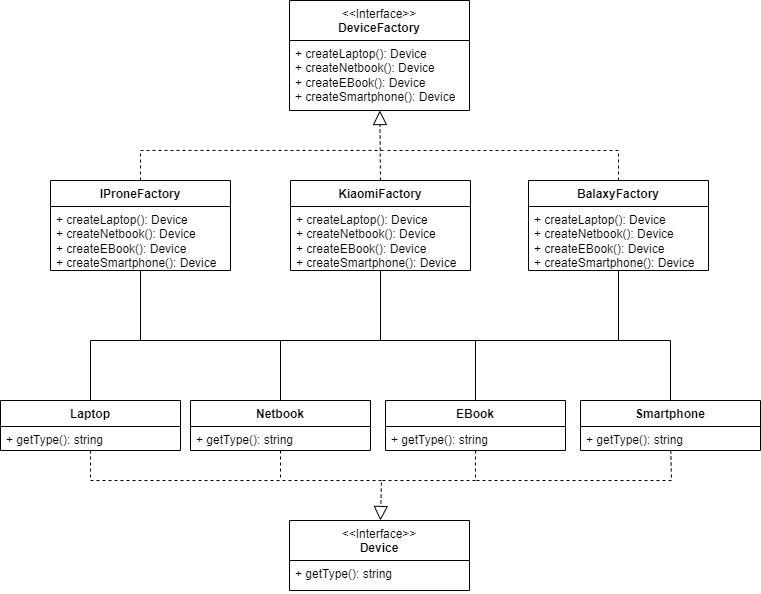 <<Interface>>
DeviceFactory
+ createLaptop(): Device
+ createNetbook(): Device
+ createEBook(): Device
+ createSmartphone(): Device
IProneFactory
+ createLaptop(): Device
+ createNetbook(): Device
+ createEBook(): Device
+ createSmartphone(): Device
KiaomiFactory
+ createLaptop(): Device
+ createNetbook(): Device
+ createEBook(): Device
+ createSmartphone(): Device
BalaxyFactory
+ createLaptop(): Device
+ createNetbook(): Device
+ createEBook(): Device
+ createSmartphone(): Device
Laptop
+ getType(): string
Netbook
+ getType(): string
EBook
+ getType(): string
Smartphone
+ getType(): string
<<Interface>>
Device
+ getType(): string